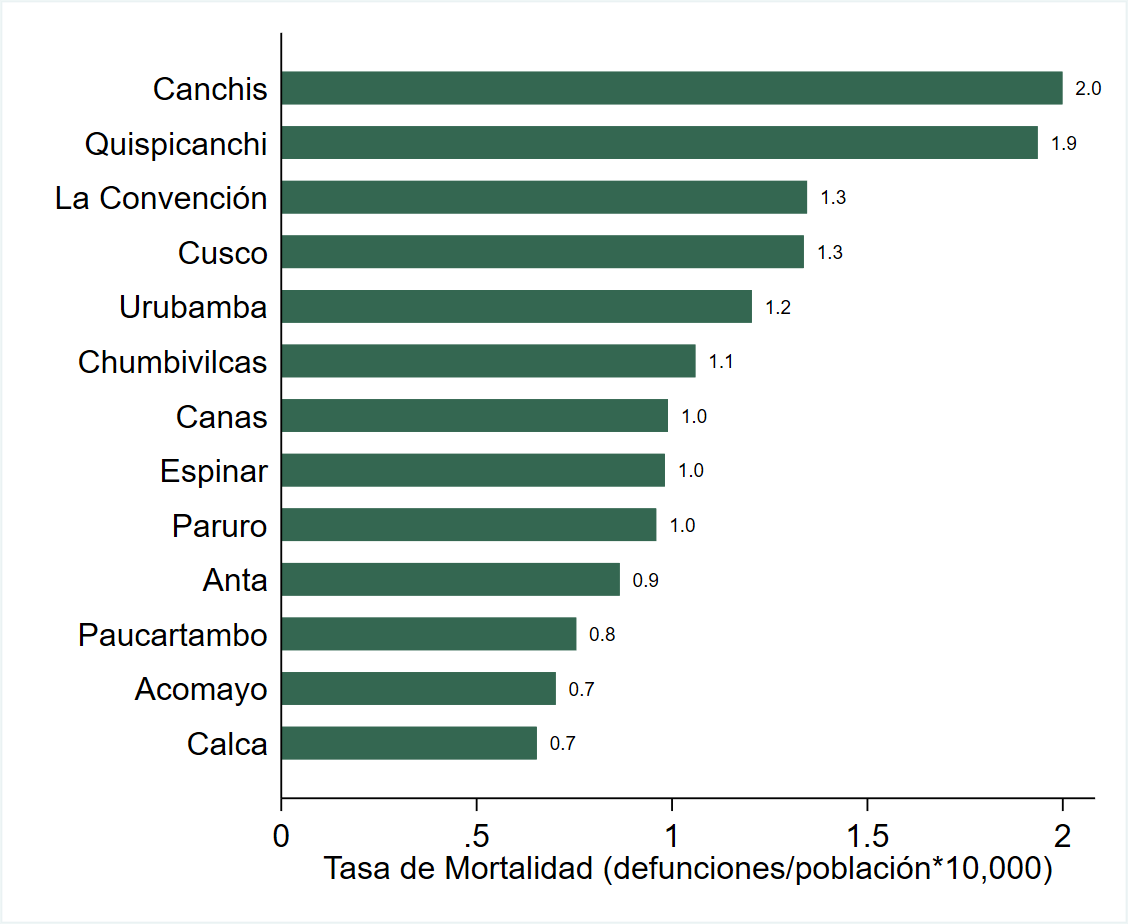 Canchis 2.0
Quispicanchi 1.9
La Convención 1.3
Cusco 1.3
Urubamba 1.2
Chumbivilcas 1.1
Canas 1.0
Espinar 1.0
Paruro 1.0
Anta 0.9
Paucartambo 0.8
Acomayo 0.7
Calca 0.7
0 .5 1 1.5 2
Tasa de Mortalidad (defunciones/población*10,000)